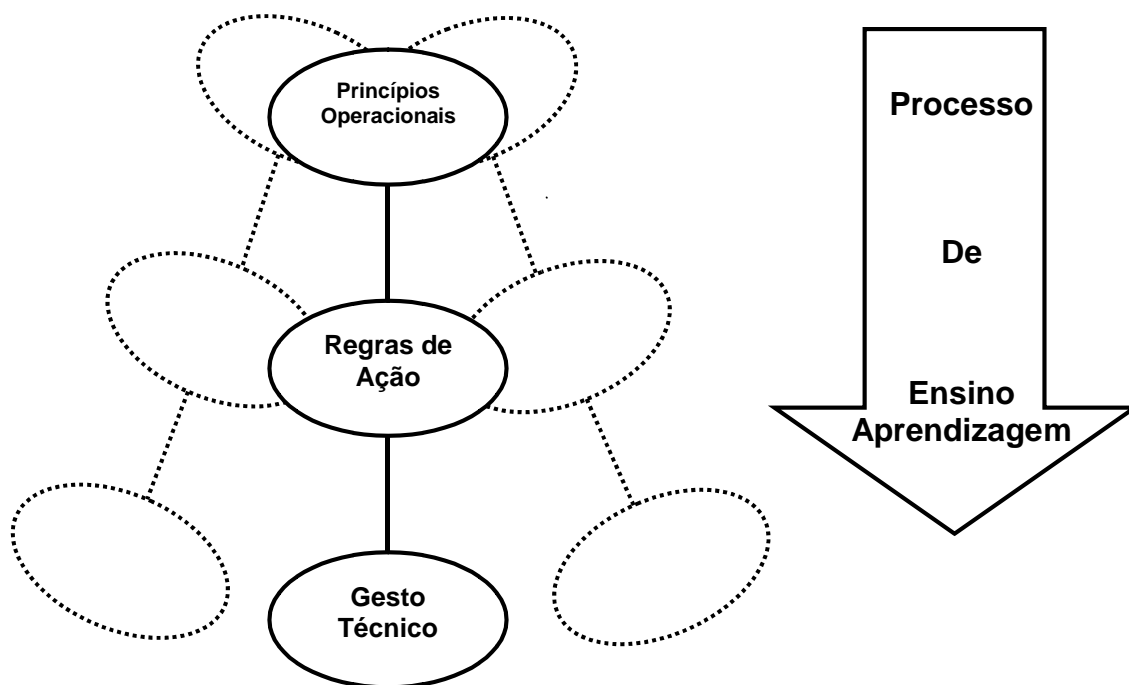 Princípios
Operacionais
Regras de
Ação
Gesto
Técnico
Processo
De
Ensino
Aprendizagem